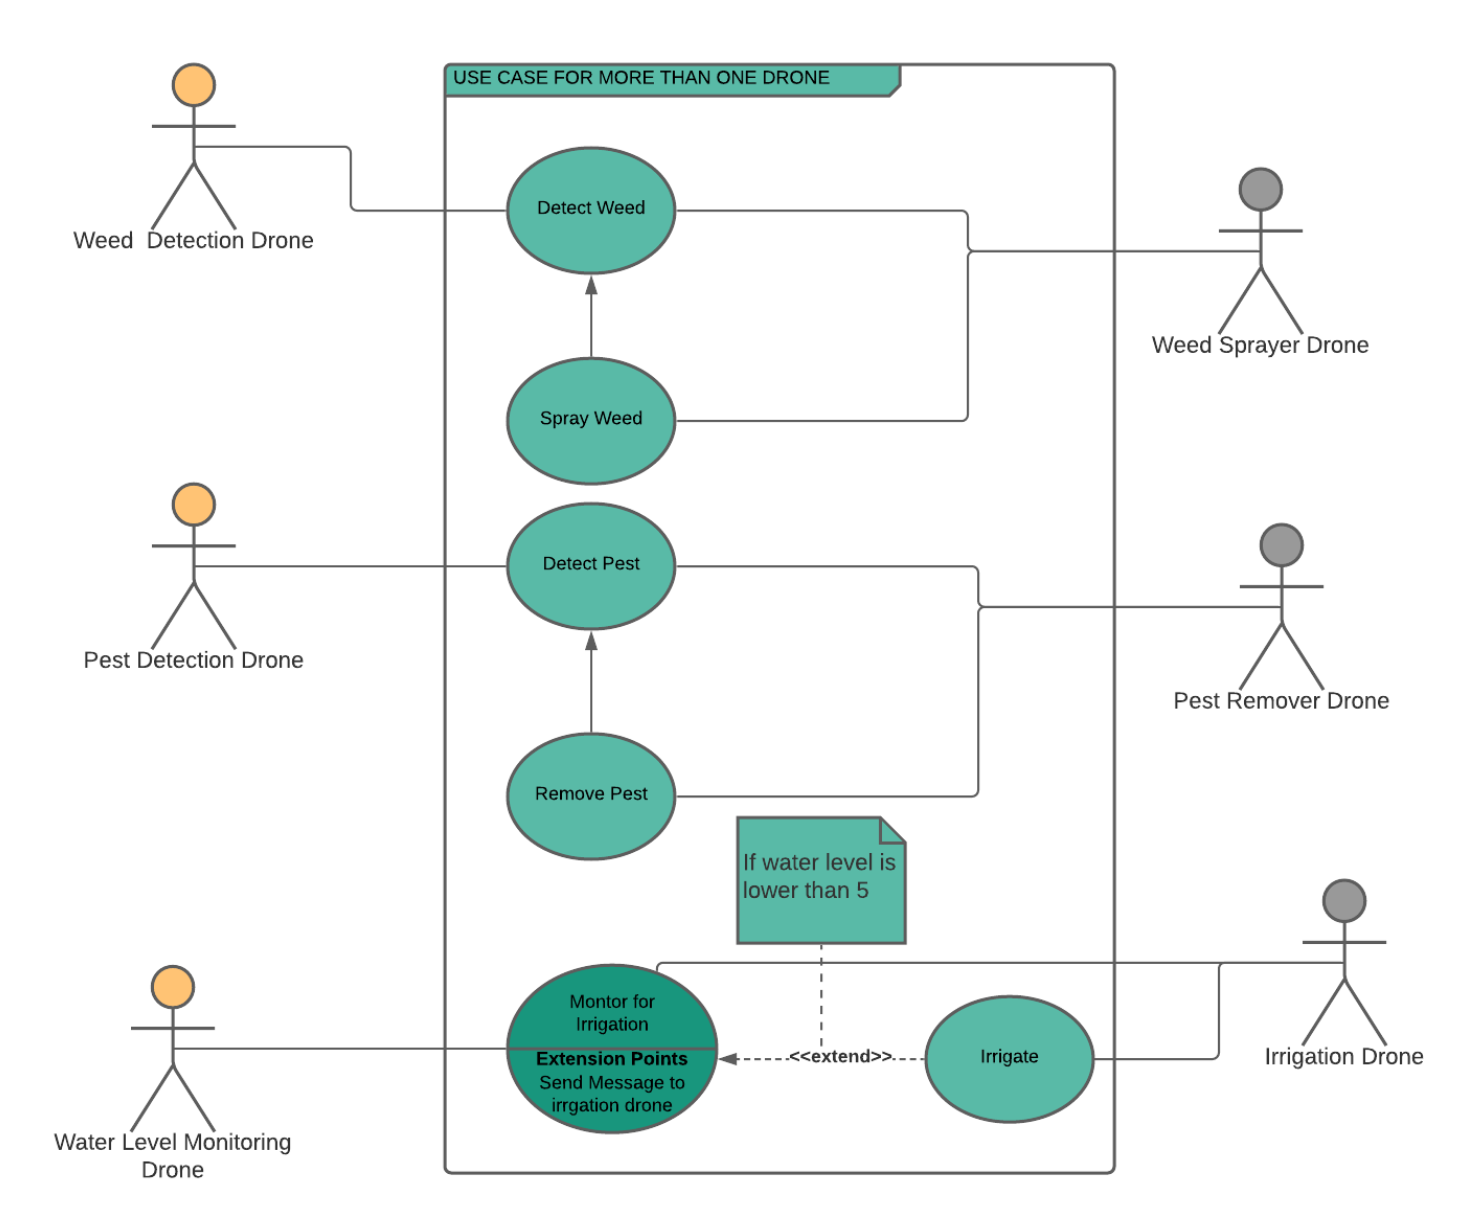 USE CASE FOR MORE THAN ONE DRONE
Detect Weed
Weed  Detection Drone
Weed Sprayer Drone
Spray Weed
Detect Pest
Pest Detection Drone
Pest Remover Drone
Remove Pest
If water level is
lower than 5
Montor for
Irrigation
Extension Points
Send Message to
irrgation drone
<<extend>>
Irrigate
Irrigation Drone
Water Level Monitoring
Drone